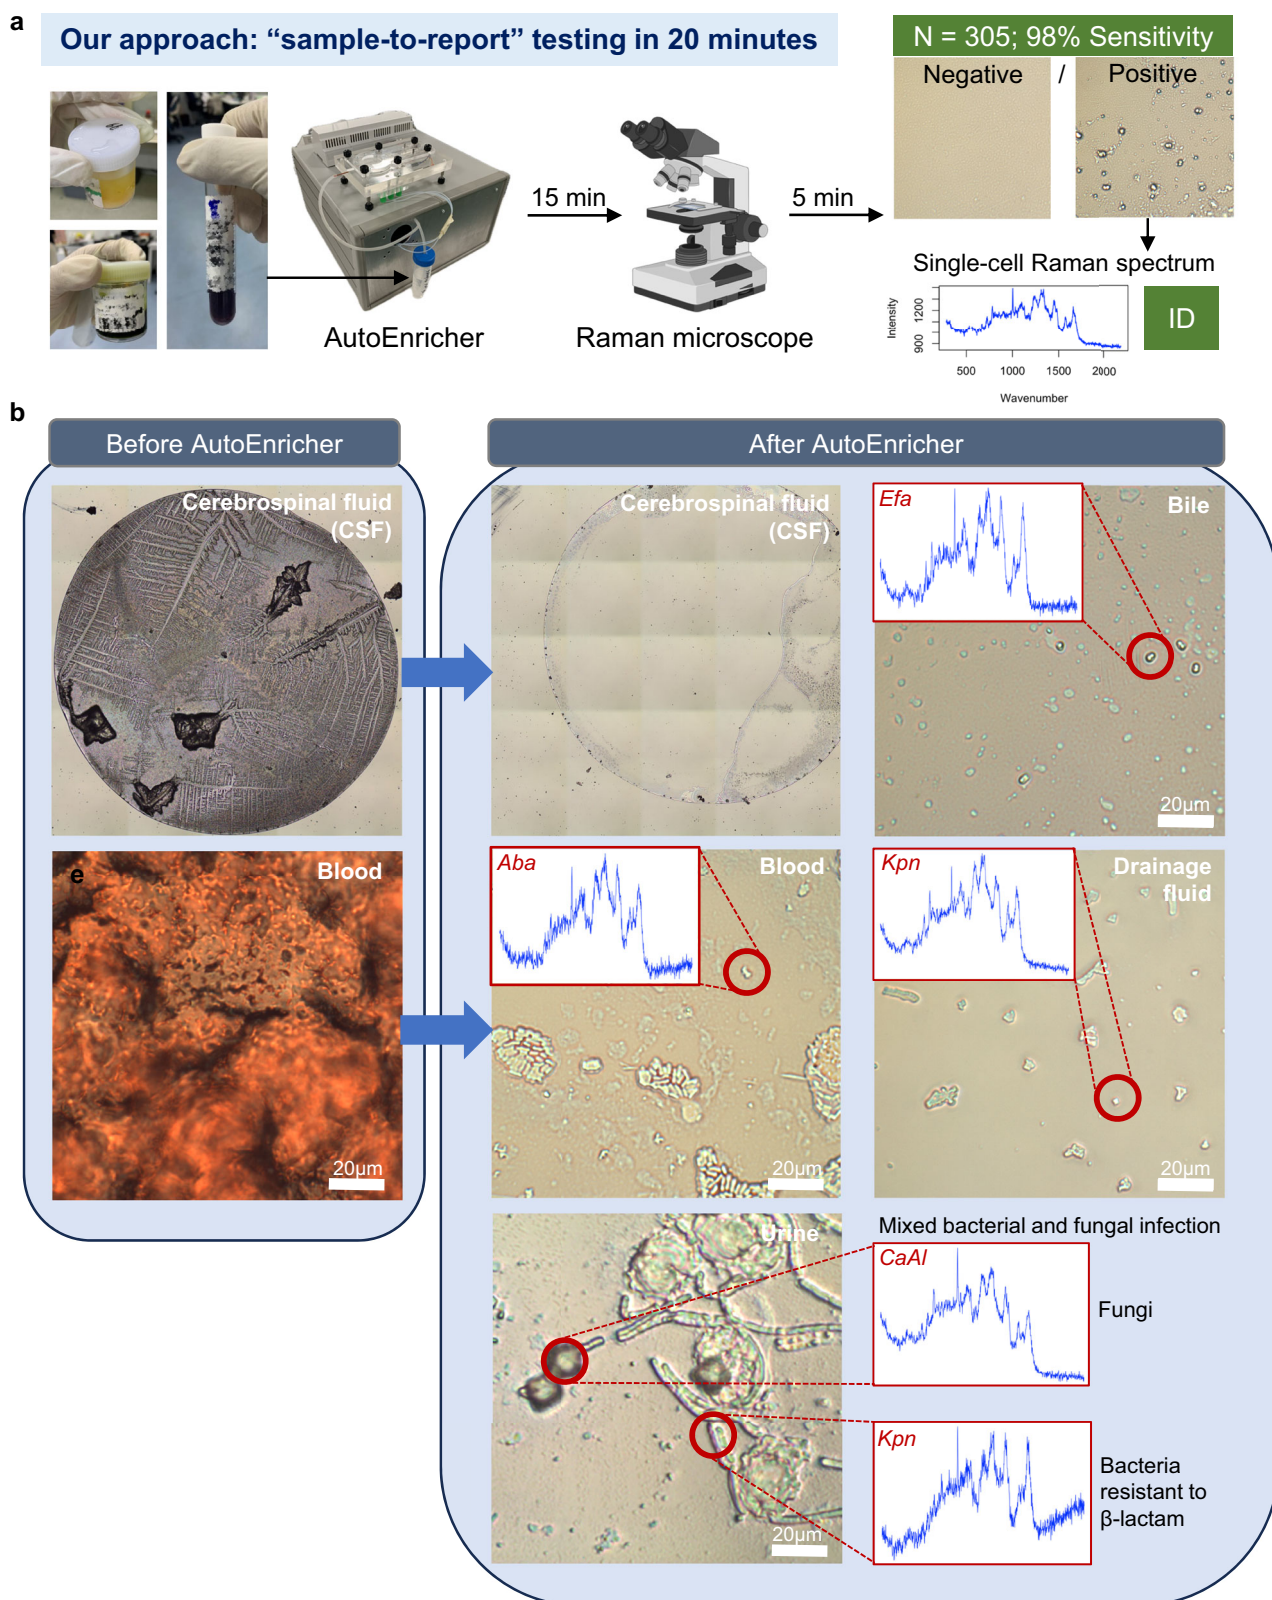 a
Our approach: “sample-to-report” testing in 20 minutes
N = 305; 98% Sensitivity
Negative / Positive
15 min
5 min
AutoEnricher
Raman microscope
Single-cell Raman spectrum
Intensity
900
1200
500 1000 1500 2000
Wavenumber
ID
b
Before AutoEnricher
After AutoEnricher
Cerebrospinal fluid
(CSF)
Cerebrospinal fluid
(CSF)
Efa
Bile
20µm
e
Blood
20µm
Aba
Blood
20µm
Kpn
Drainage
fluid
20µm
Urine
20µm
Mixed bacterial and fungal infection
CaAl
Fungi
Kpn
Bacteria
resistant to
β-lactam